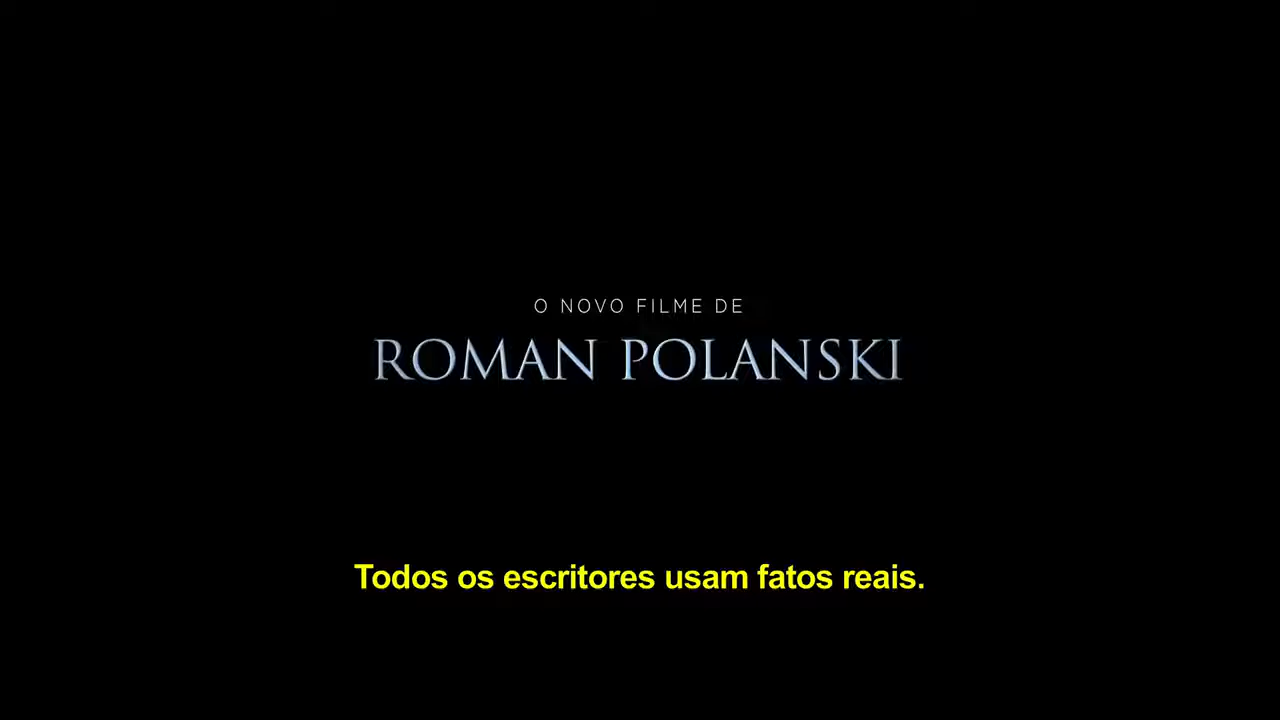 O NOVO FILME DE
ROMAN POLANSKI
Todos os escritores usam fatos reais.